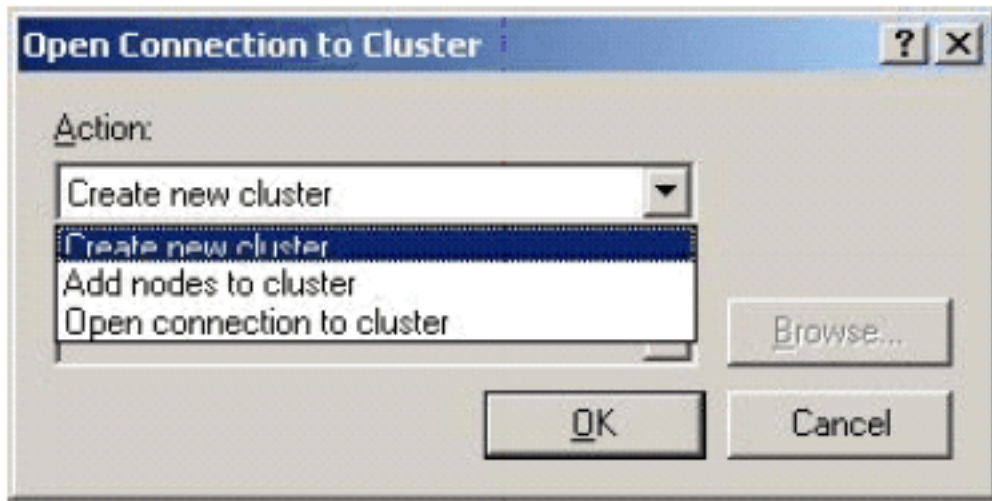 Open Connection to Cluster
Action:
Create new cluster
Create new cluster
Add nodes to cluster
Open connection to cluster
Browse...
OK
Cancel